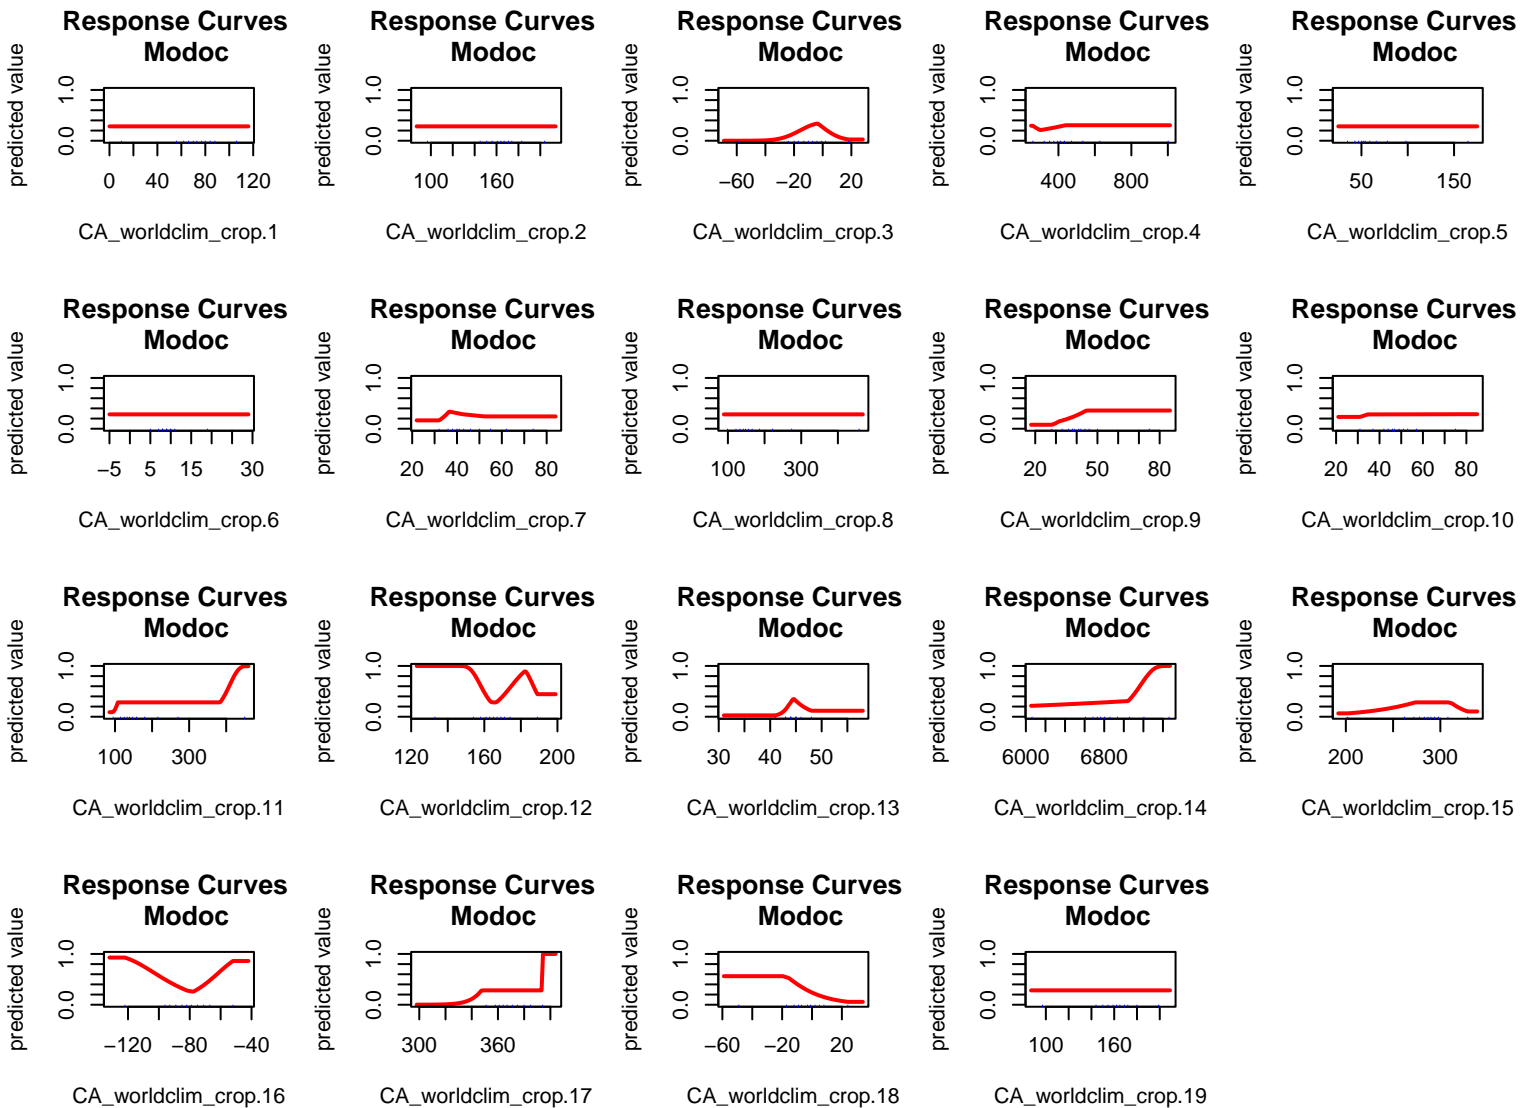 Response Curves
Modoc
predicted value
0.0 1.0
0 40 80 120
CA_worldclim_crop.1
Response Curves
Modoc
predicted value
0.0 1.0
100 160
CA_worldclim_crop.2
Response Curves
Modoc
predicted value
0.0 1.0
−60 −20 20
CA_worldclim_crop.3
Response Curves
Modoc
predicted value
0.0 1.0
400 800
CA_worldclim_crop.4
Response Curves
Modoc
predicted value
0.0 1.0
50 150
CA_worldclim_crop.5
Response Curves
Modoc
predicted value
0.0 1.0
−5 5 15 30
CA_worldclim_crop.6
Response Curves
Modoc
predicted value
0.0 1.0
20 40 60 80
CA_worldclim_crop.7
Response Curves
Modoc
predicted value
0.0 1.0
100 300
CA_worldclim_crop.8
Response Curves
Modoc
predicted value
0.0 1.0
20 50 80
CA_worldclim_crop.9
Response Curves
Modoc
predicted value
0.0 1.0
20 40 60 80
CA_worldclim_crop.10
Response Curves
Modoc
predicted value
0.0 1.0
100 300
CA_worldclim_crop.11
Response Curves
Modoc
predicted value
0.0 1.0
120 160 200
CA_worldclim_crop.12
Response Curves
Modoc
predicted value
0.0 1.0
30 40 50
CA_worldclim_crop.13
Response Curves
Modoc
predicted value
0.0 1.0
6000 6800
CA_worldclim_crop.14
Response Curves
Modoc
predicted value
0.0 1.0
200 300
CA_worldclim_crop.15
Response Curves
Modoc
predicted value
0.0 1.0
−120 −80 −40
CA_worldclim_crop.16
Response Curves
Modoc
predicted value
0.0 1.0
300 360
CA_worldclim_crop.17
Response Curves
Modoc
predicted value
0.0 1.0
−60 −20 20
CA_worldclim_crop.18
Response Curves
Modoc
predicted value
0.0 1.0
100 160
CA_worldclim_crop.19